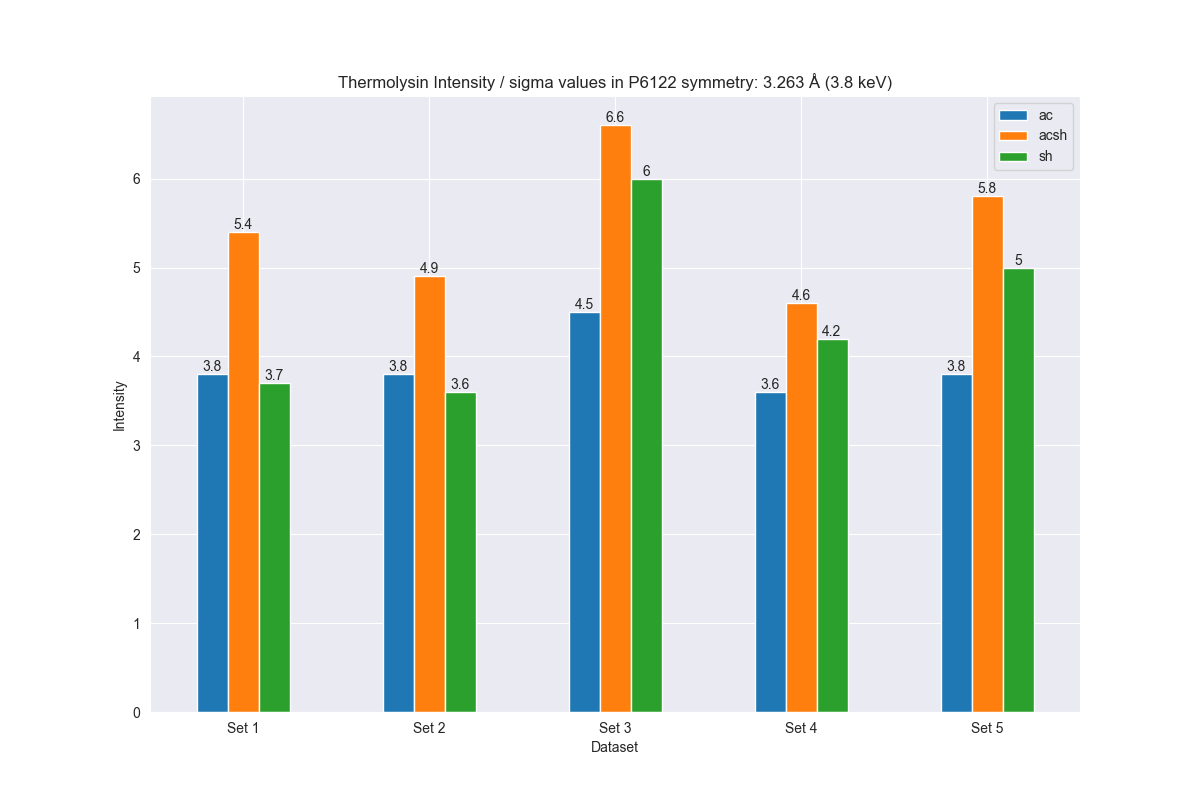 Thermolysin Intensity / sigma values in P6122 symmetry: 3.263 Å (3.8 keV)
ac
acsh
sh
6.6
6
5.8
5.4
5
4.9
4.5
4.6
4.2
3.8
3.7
3.8
3.6
3.6
3.8
6
5
4
3
2
1
0
Intensity
Set 1
Set 2
Set 3
Set 4
Set 5
Dataset